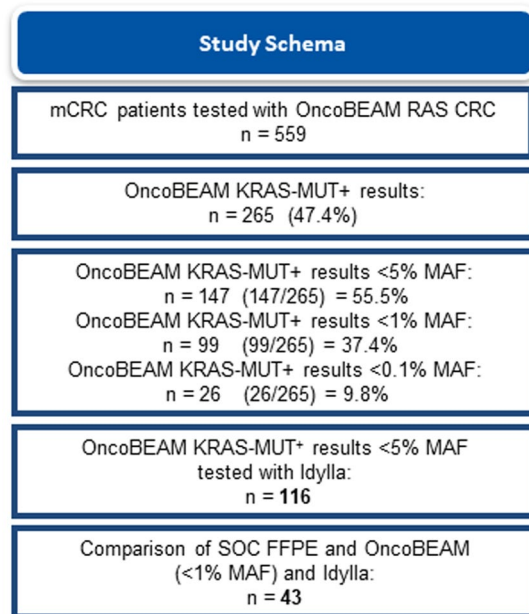 Study Schema
mCRC patients tested with OncoBEAM RAS CRC
n = 559
OncoBEAM KRAS-MUT+ results:
n = 265 (47.4%)
OncoBEAM KRAS-MUT+ results <5% MAF:
n = 147 (147/265) = 55.5%
OncoBEAM KRAS-MUT+ results <1% MAF:
n = 99 (99/265) = 37.4%
OncoBEAM KRAS-MUT+ results <0.1% MAF:
n = 26 (26/265) = 9.8%
OncoBEAM KRAS-MUT⁺ results <5% MAF
tested with Idylla:
n = 116
Comparison of SOC FFPE and OncoBEAM
(<1% MAF) and Idylla:
n = 43